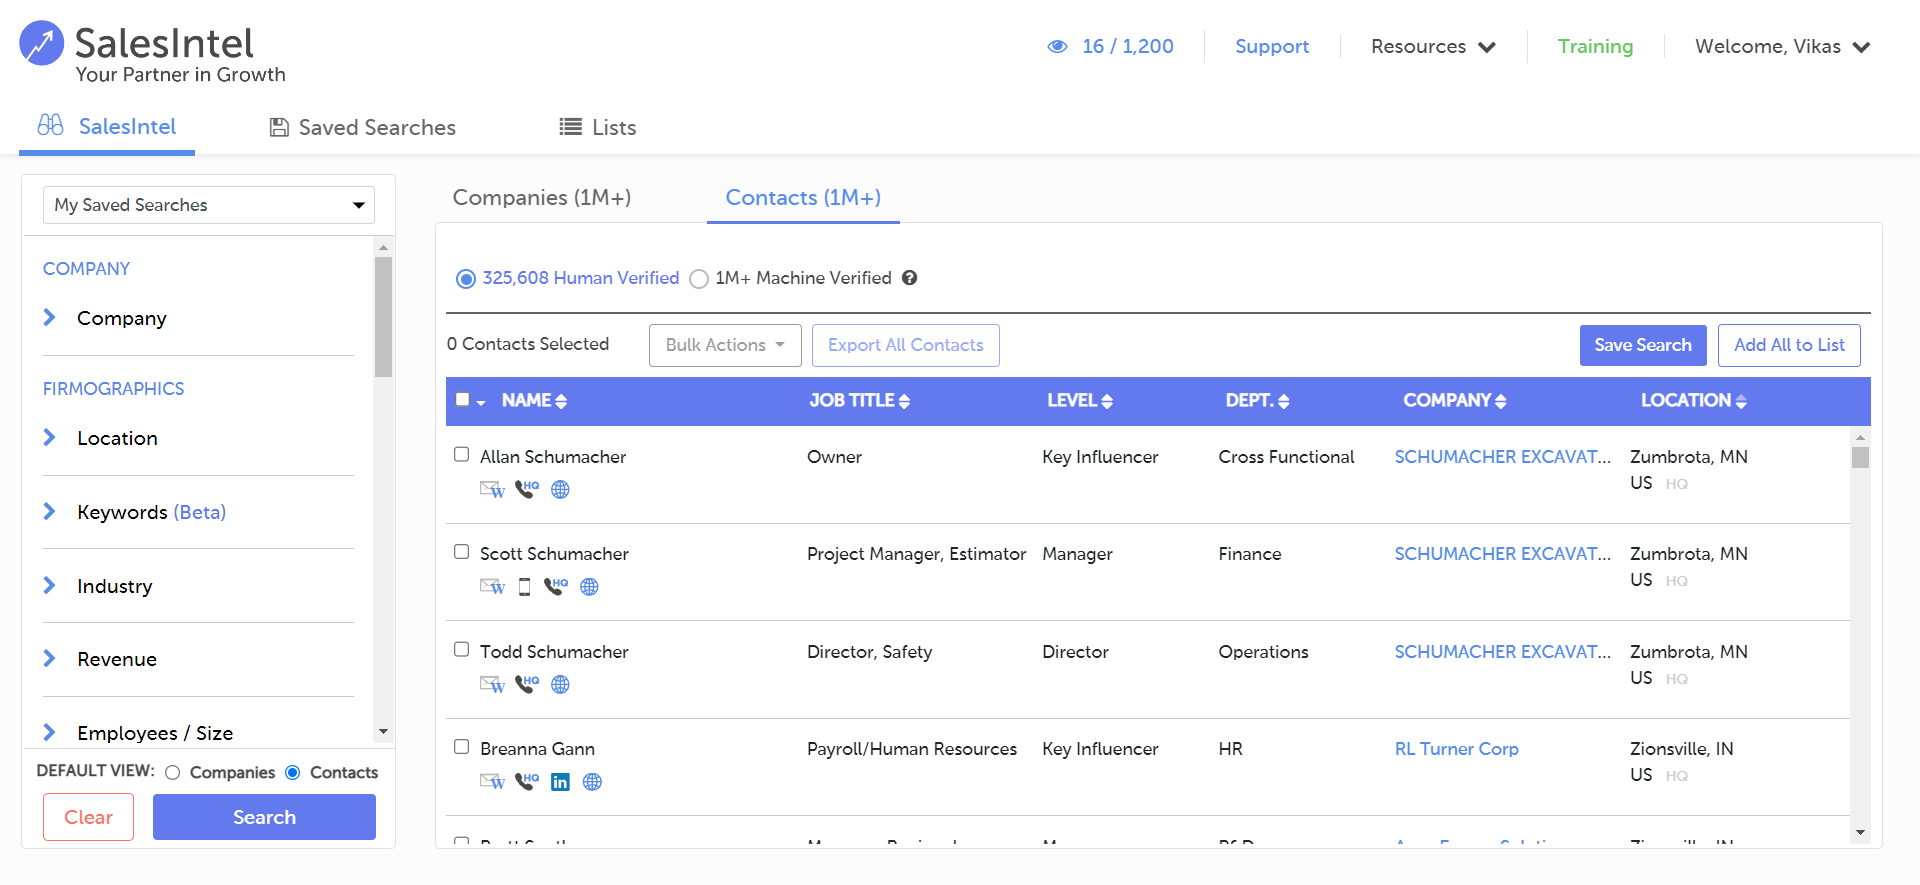 SalesIntel
Your Partner in Growth
16 / 1,200
Support
Resources
Training
Welcome, Vikas
SalesIntel
Saved Searches
Lists
My Saved Searches
COMPANY
Company
FIRMOGRAPHICS
Location
Keywords (Beta)
Industry
Revenue
Employees / Size
DEFAULT VIEW: Companies Contacts
Clear
Search
Companies (1M+)
Contacts (1M+)
325,608 Human Verified 1M+ Machine Verified ?
0 Contacts Selected
Bulk Actions
Export All Contacts
Save Search
Add All to List
NAME JOB TITLE LEVEL DEPT. COMPANY LOCATION
Allan Schumacher Owner Key Influencer Cross Functional SCHUMACHER EXCAVAT... Zumbrota, MN
W HQ US HQ
Scott Schumacher Project Manager, Estimator Manager Finance SCHUMACHER EXCAVAT... Zumbrota, MN
W HQ US HQ
Todd Schumacher Director, Safety Director Operations SCHUMACHER EXCAVAT... Zumbrota, MN
W HQ US HQ
Breanna Gann Payroll/Human Resources Key Influencer HR RL Turner Corp Zionsville, IN
W HQ in US HQ